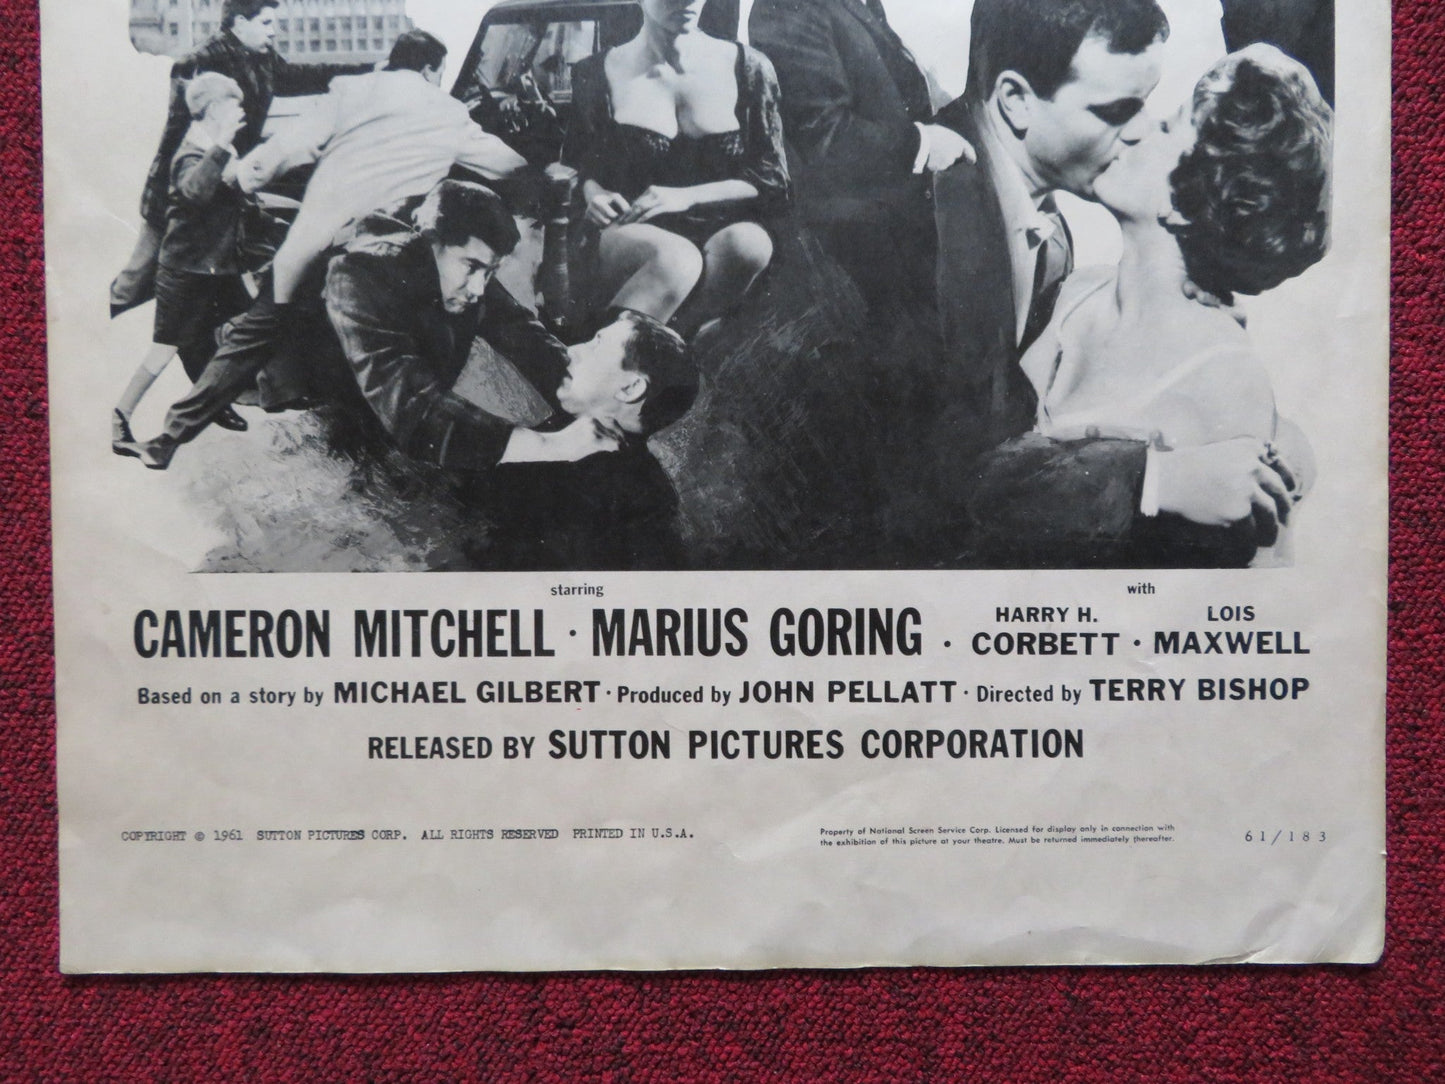 starring
with
CAMERON MITCHELL · MARIUS GORING · HARRY H. CORBETT · LOIS MAXWELL
Based on a story by MICHAEL GILBERT · Produced by JOHN PELLATT · Directed by TERRY BISHOP
RELEASED BY SUTTON PICTURES CORPORATION
COPYRIGHT © 1961 SUTTON PICTURES CORP. ALL RIGHTS RESERVED PRINTED IN U.S.A.
Property of National Screen Service Corp. Licensed for display only in connection with
the exhibition of this picture at your theatre. Must be returned immediately thereafter.
61/183